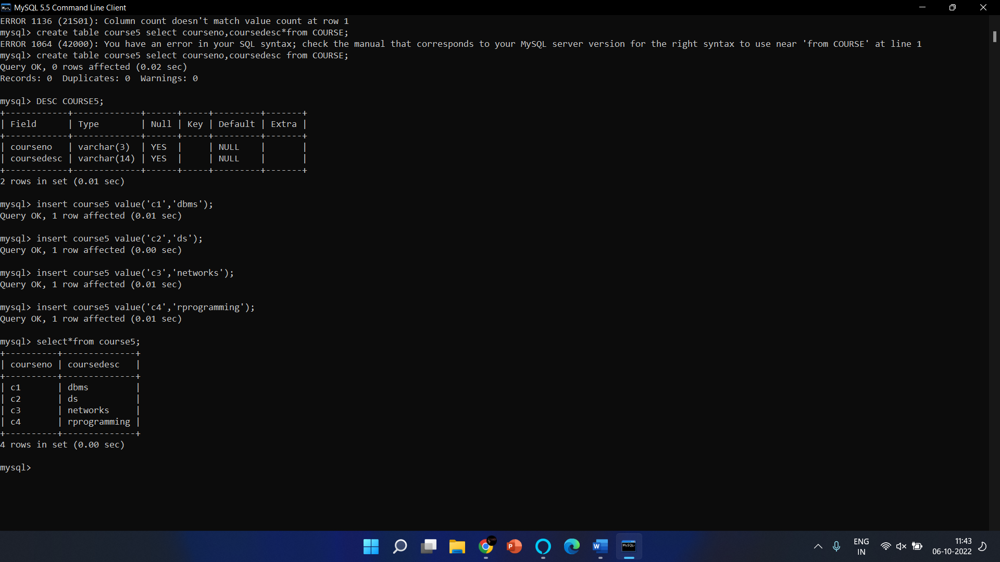 MySQL 5.5 Command Line Client
ERROR 1136 (21S01): Column count doesn't match value count at row 1
mysql> create table course5 select courseno,coursedesc*from COURSE;
ERROR 1064 (42000): You have an error in your SQL syntax; check the manual that corresponds to your MySQL server version for the right syntax to use near 'from COURSE' at line 1
mysql> create table course5 select courseno,coursedesc from COURSE;
Query OK, 0 rows affected (0.02 sec)
Records: 0  Duplicates: 0  Warnings: 0

mysql> DESC COURSE5;
+------------+-------------+------+-----+---------+-------+
| Field      | Type        | Null | Key | Default | Extra |
+------------+-------------+------+-----+---------+-------+
| courseno   | varchar(3)  | YES  |     | NULL    |       |
| coursedesc | varchar(14) | YES  |     | NULL    |       |
+------------+-------------+------+-----+---------+-------+
2 rows in set (0.01 sec)

mysql> insert course5 value('c1','dbms');
Query OK, 1 row affected (0.01 sec)

mysql> insert course5 value('c2','ds');
Query OK, 1 row affected (0.00 sec)

mysql> insert course5 value('c3','networks');
Query OK, 1 row affected (0.01 sec)

mysql> insert course5 value('c4','rprogramming');
Query OK, 1 row affected (0.01 sec)

mysql> select*from course5;
+----------+--------------+
| courseno | coursedesc   |
+----------+--------------+
| c1       | dbms         |
| c2       | ds           |
| c3       | networks     |
| c4       | rprogramming |
+----------+--------------+
4 rows in set (0.00 sec)

mysql>
ENG
IN
11:43
06-10-2022